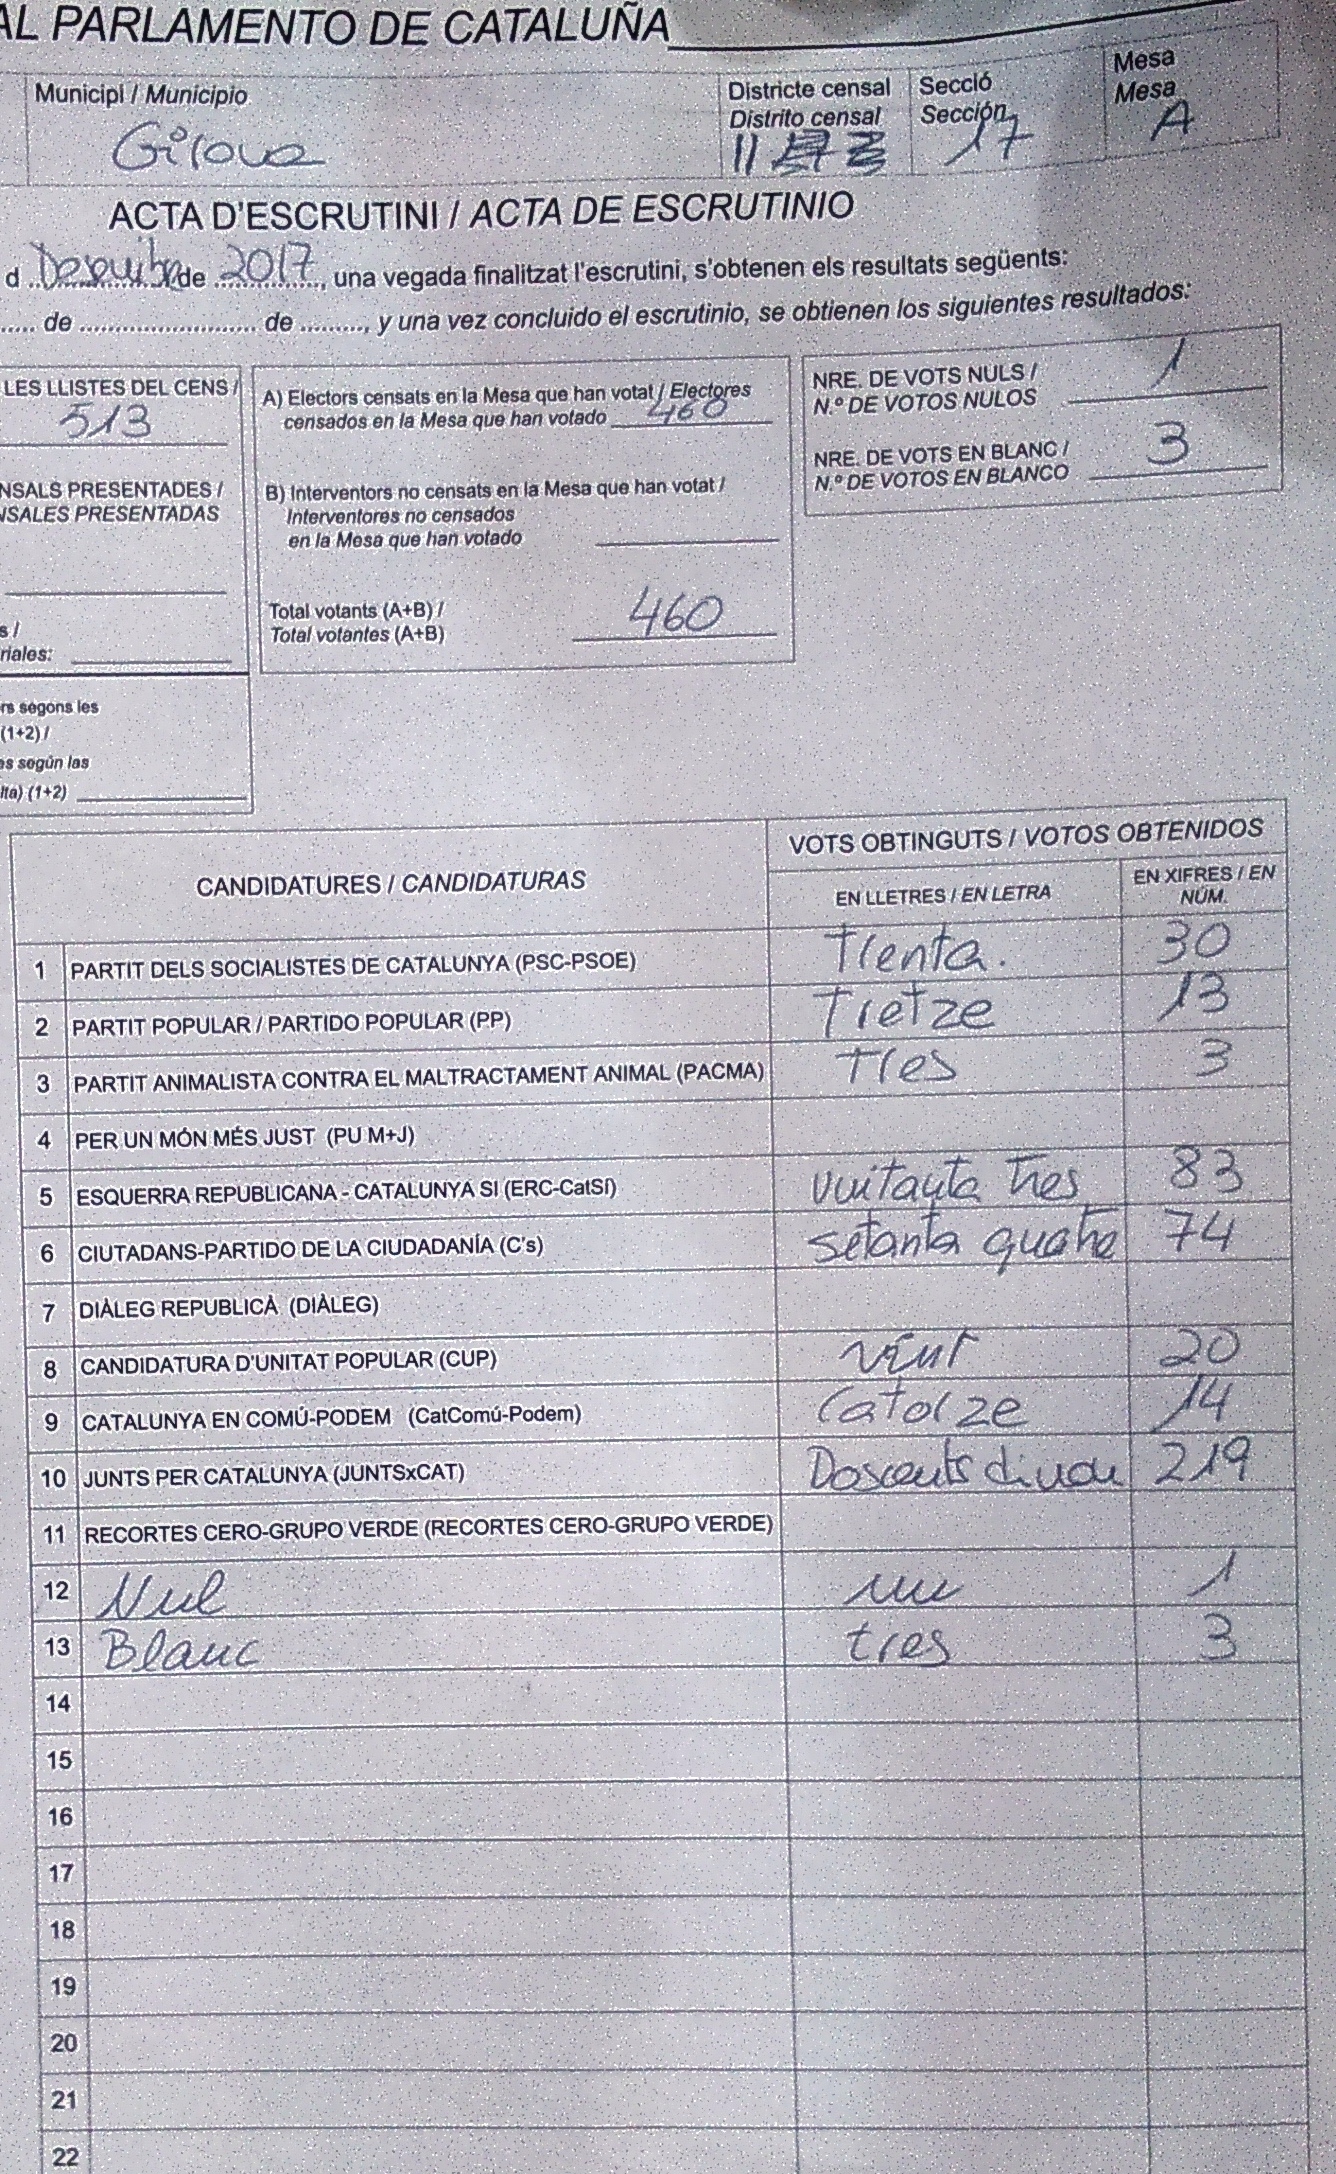 AL PARLAMENTO DE CATALUÑA
Municipi / Municipio
Girona
Districte censal
Distrito censal
11
Secció
Sección
17
Mesa
Mesa
A
ACTA D'ESCRUTINI / ACTA DE ESCRUTINIO
d Desembre de 2017, una vegada finalitzat l'escrutini, s'obtenen els resultats següents:
..... de .......................... de ........., y una vez concluido el escrutinio, se obtienen los siguientes resultados:
LES LLISTES DEL CENS /
513
NSALS PRESENTADES /
NSALES PRESENTADAS
s /
riales:
rs segons les
(1+2) /
es según las
lta) (1+2)
A) Electors censats en la Mesa que han votat / Electores
censados en la Mesa que han votado 460
B) Interventors no censats en la Mesa que han votat /
Interventores no censados
en la Mesa que han votado
Total votants (A+B) /
Total votantes (A+B)
460
NRE. DE VOTS NULS /
N.º DE VOTOS NULOS
1
NRE. DE VOTS EN BLANC /
N.º DE VOTOS EN BLANCO
3
CANDIDATURES / CANDIDATURAS
VOTS OBTINGUTS / VOTOS OBTENIDOS
EN LLETRES / EN LETRA
EN XIFRES / EN
NÚM.
1 PARTIT DELS SOCIALISTES DE CATALUNYA (PSC-PSOE) Trenta. 30
2 PARTIT POPULAR / PARTIDO POPULAR (PP) Tretze 13
3 PARTIT ANIMALISTA CONTRA EL MALTRACTAMENT ANIMAL (PACMA) Tres 3
4 PER UN MÓN MÉS JUST (PU M+J)
5 ESQUERRA REPUBLICANA - CATALUNYA SI (ERC-CatSí) vuitanta tres 83
6 CIUTADANS-PARTIDO DE LA CIUDADANÍA (C's) setanta quatre 74
7 DIÀLEG REPUBLICÀ (DIÀLEG)
8 CANDIDATURA D'UNITAT POPULAR (CUP) vint 20
9 CATALUNYA EN COMÚ-PODEM (CatComú-Podem) Catorze 14
10 JUNTS PER CATALUNYA (JUNTSxCAT) Doscents dinou 219
11 RECORTES CERO-GRUPO VERDE (RECORTES CERO-GRUPO VERDE)
12 Nul un 1
13 Blanc tres 3
14
15
16
17
18
19
20
21
22